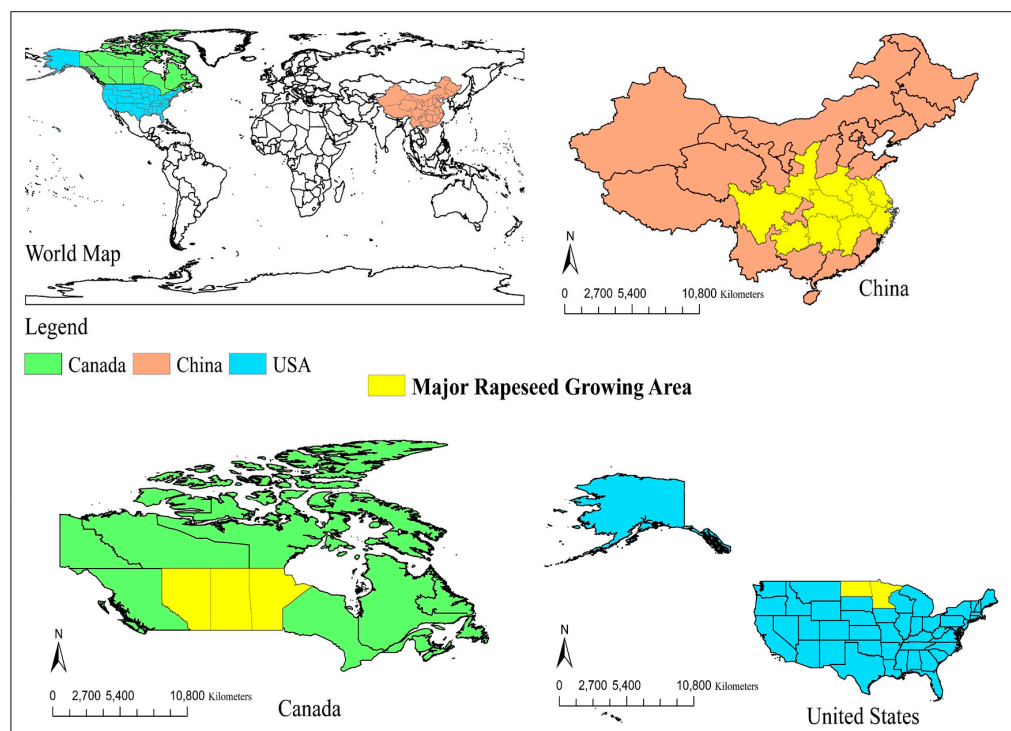 World Map
N
0 2,700 5,400 10,800 Kilometers
China
Legend
Canada China USA
Major Rapeseed Growing Area
N
0 2,700 5,400 10,800 Kilometers
Canada
N
0 2,700 5,400 10,800 Kilometers
United States